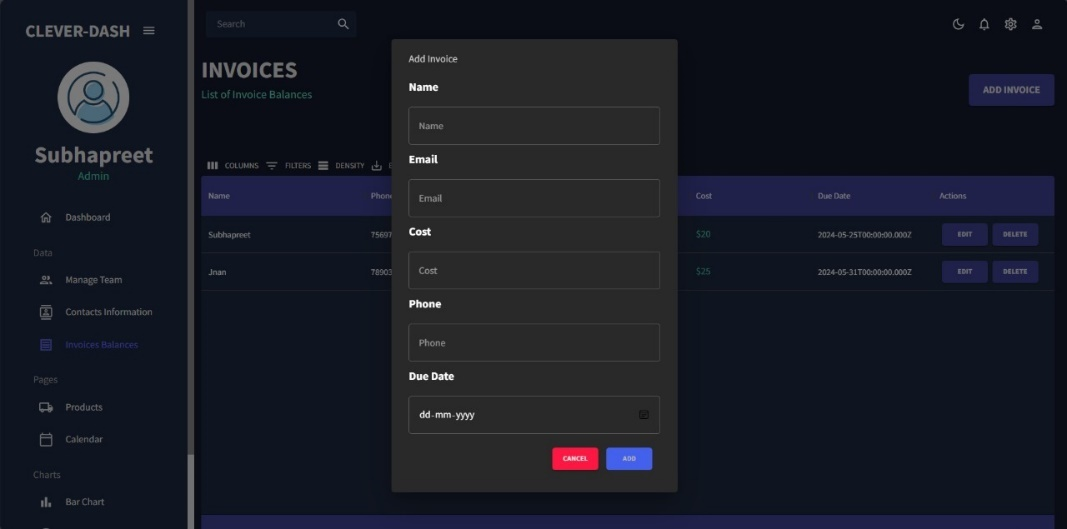 CLEVER-DASH
Subhapreet
Admin
Dashboard
Data
Manage Team
Contacts Information
Invoices Balances
Pages
Products
Calendar
Charts
Bar Chart
Search
INVOICES
List of Invoice Balances
ADD INVOICE
COLUMNS FILTERS DENSITY
Name Cost Due Date Actions
Subhapreet $20 2024-05-25T00:00:00.000Z EDIT DELETE
Jnan $25 2024-05-31T00:00:00.000Z EDIT DELETE
Add Invoice
Name
Name
Email
Email
Cost
Cost
Phone
Phone
Due Date
dd-mm-yyyy
CANCEL ADD